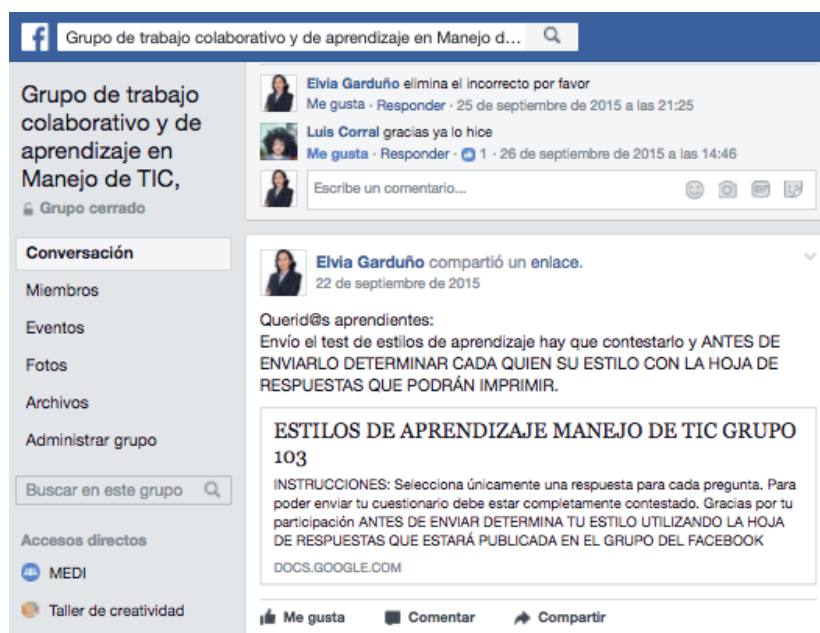 f
Grupo de trabajo colaborativo y de aprendizaje en Manejo d...
Grupo de trabajo
colaborativo y de
aprendizaje en
Manejo de TIC,
Grupo cerrado
Conversación
Miembros
Eventos
Fotos
Archivos
Administrar grupo
Buscar en este grupo
Accesos directos
MEDI
Taller de creatividad
Elvia Garduño elimina el incorrecto por favor
Me gusta · Responder · 25 de septiembre de 2015 a las 21:25
Luis Corral gracias ya lo hice
Me gusta · Responder · 1 · 26 de septiembre de 2015 a las 14:46
Escribe un comentario...
GIF
Elvia Garduño compartió un enlace.
22 de septiembre de 2015
Querid@s aprendientes:
Envío el test de estilos de aprendizaje hay que contestarlo y ANTES DE
ENVIARLO DETERMINAR CADA QUIEN SU ESTILO CON LA HOJA DE
RESPUESTAS QUE PODRÁN IMPRIMIR.
ESTILOS DE APRENDIZAJE MANEJO DE TIC GRUPO
103
INSTRUCCIONES: Selecciona únicamente una respuesta para cada pregunta. Para
poder enviar tu cuestionario debe estar completamente contestado. Gracias por tu
participación ANTES DE ENVIAR DETERMINA TU ESTILO UTILIZANDO LA HOJA
DE RESPUESTAS QUE ESTARÁ PUBLICADA EN EL GRUPO DEL FACEBOOK
DOCS.GOOGLE.COM
Me gusta Comentar Compartir